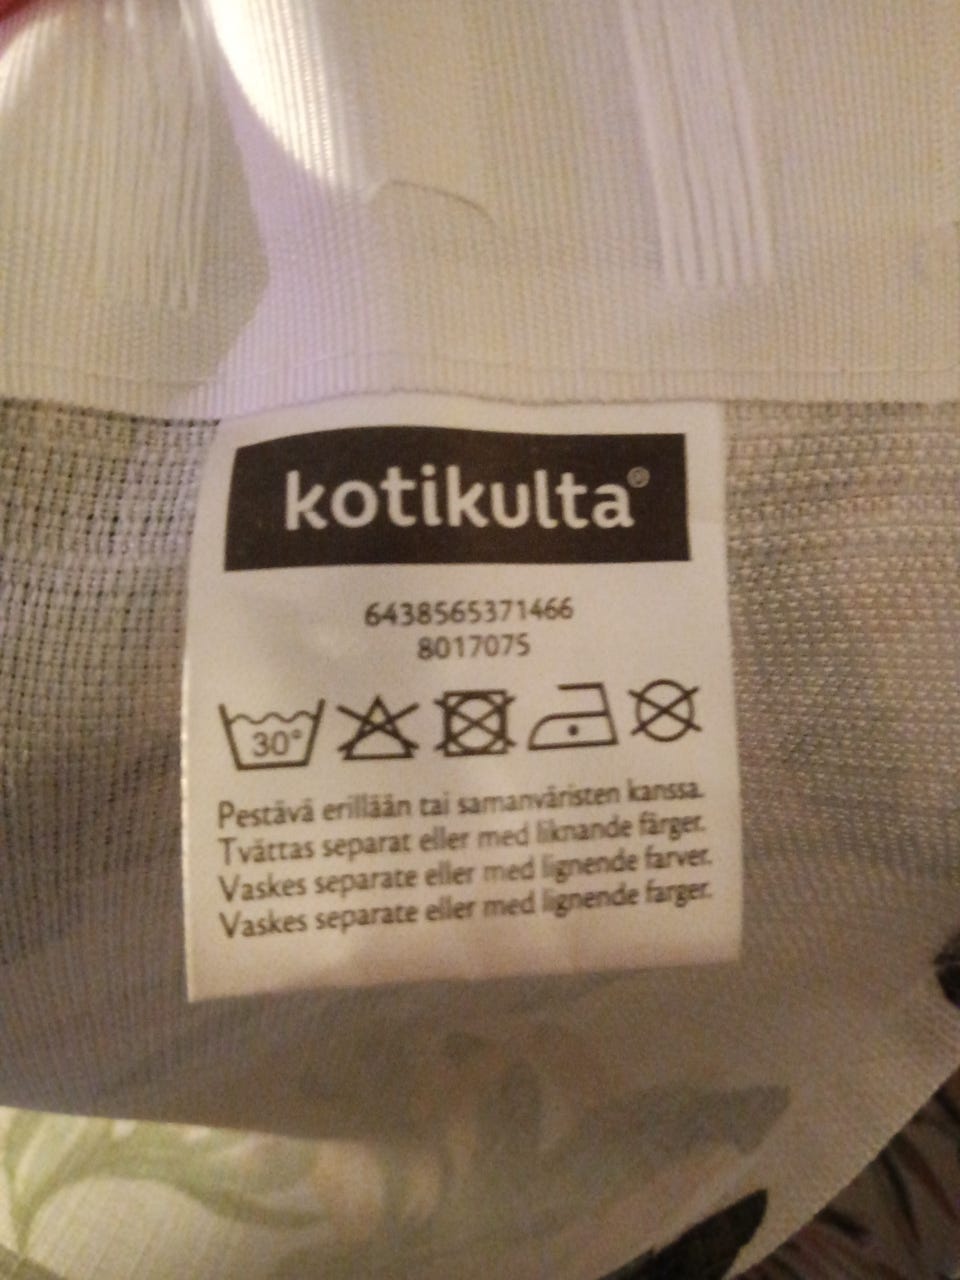 kotikulta®
6438565371466
8017075
30°
Pestävä erillään tai samanväristen kanssa.
Tvättas separat eller med liknande färger.
Vaskes separate eller med lignende farver.
Vaskes separate eller med lignende farger.